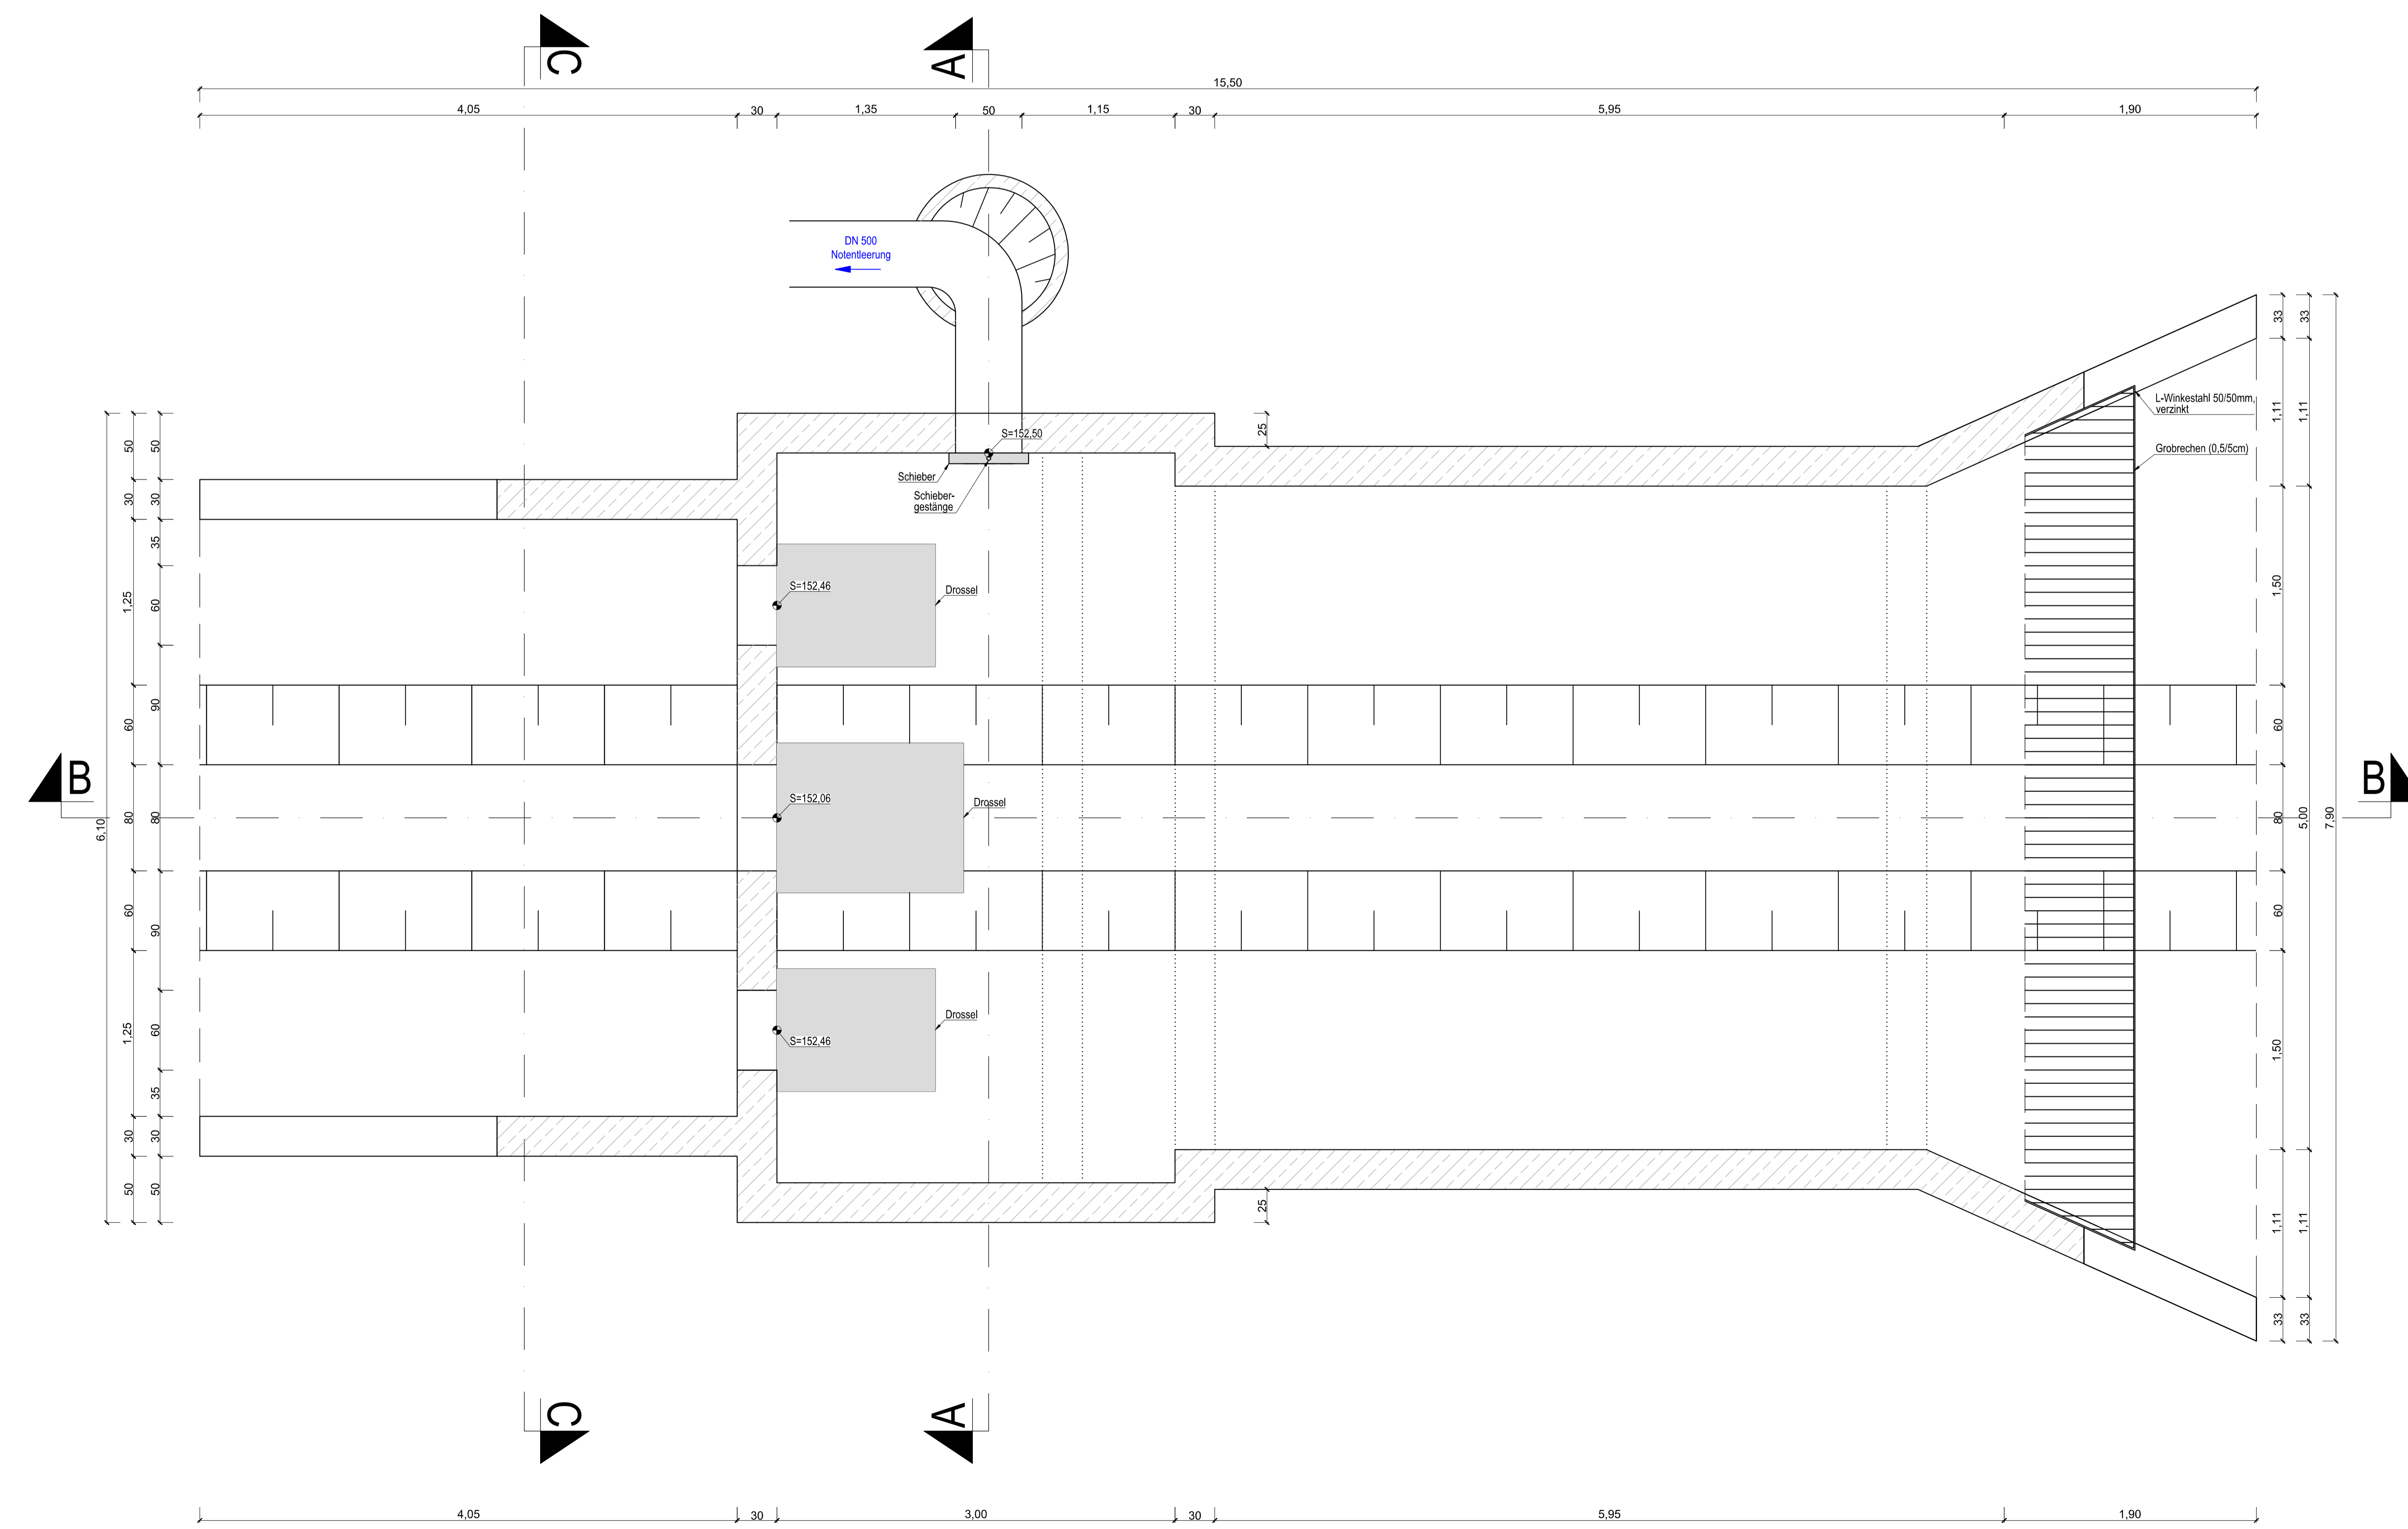 C
A
15,50
4,05
30
1,35
50
1,15
30
5,95
1,90
DN 500
Notentleerung
33
33
L-Winkestahl 50/50mm,
verzinkt
1,11
1,11
25
50
50
S=152,50
Grobrechen (0,5/5cm)
Schieber
Schieber-
gestänge
30
30
35
S=152,46
Drossel
1,50
1,25
60
90
60
60
B
B
S=152,06
Drossel
6,10
80
80
80
5,00
7,90
60
90
60
S=152,46
Drossel
1,25
60
1,50
35
30
30
50
50
25
1,11
1,11
33
33
C
A
4,05
30
3,00
30
5,95
1,90